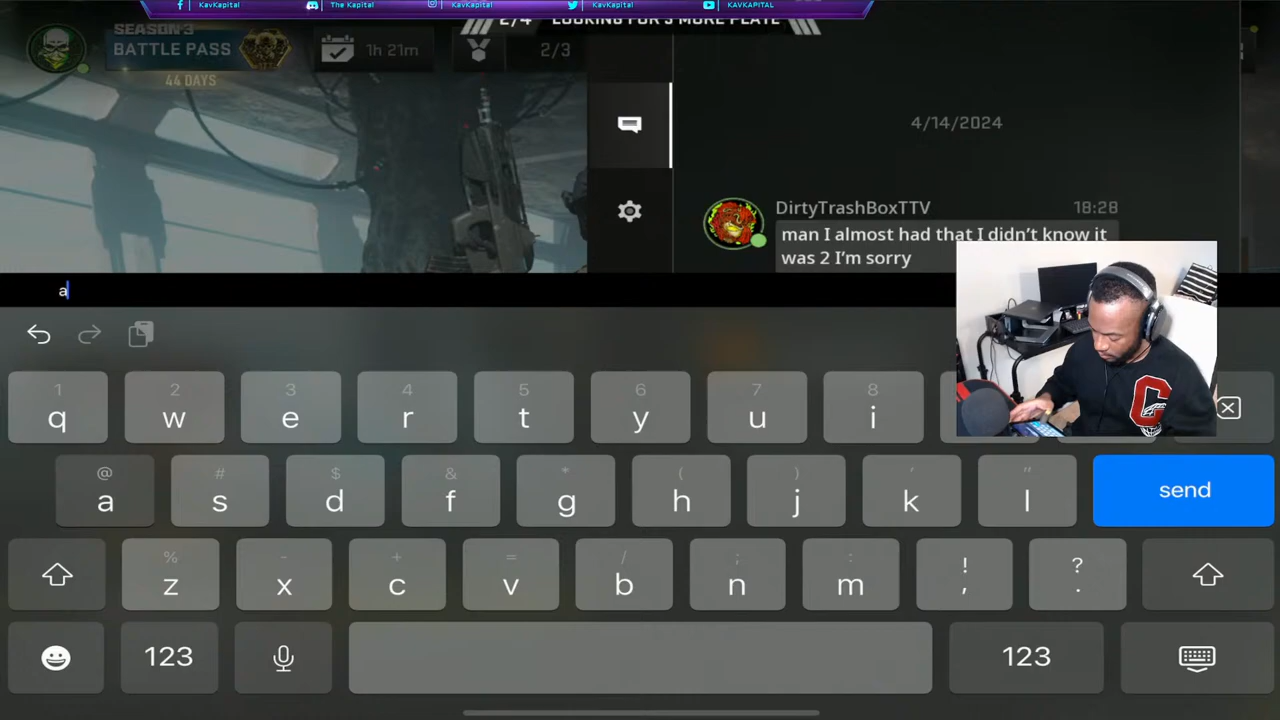 KavKapital
The Kapital
KavKapital
KavKapital
KAVKAPITAL
2/4 LOOKING FOR 3 MORE PLAYE
SEASON 3
BATTLE PASS
44 DAYS
1h 21m
2/3
4/14/2024
DirtyTrashBoxTTV 18:28
man I almost had that I didn't know it
was 2 I'm sorry
a
1 2 3 4 5 6 7 8
q w e r t y u i
@ # $ & * ( ) ' "
a s d f g h j k l send
% - + = / ; : ! ?
z x c v b n m , .
123 123
C